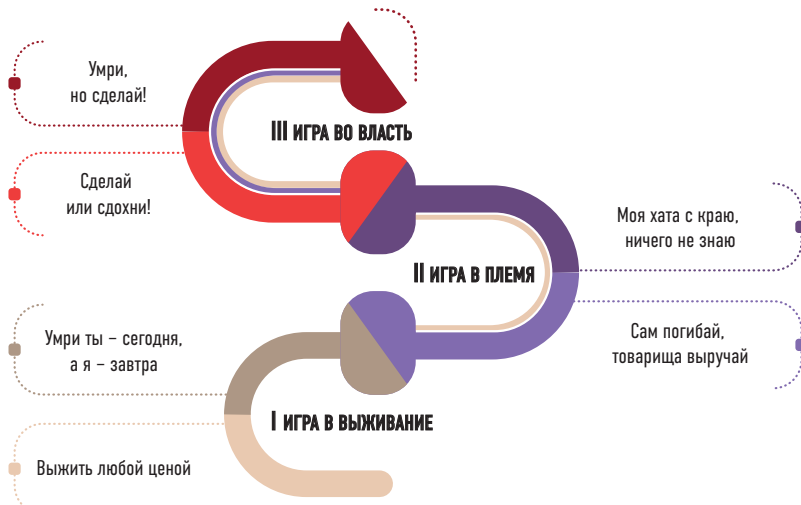 Умри,
но сделай!
III ИГРА ВО ВЛАСТЬ
Сделай
или сдохни!
Моя хата с краю,
ничего не знаю
II ИГРА В ПЛЕМЯ
Умри ты – сегодня,
а я – завтра
Сам погибай,
товарища выручай
I ИГРА В ВЫЖИВАНИЕ
Выжить любой ценой